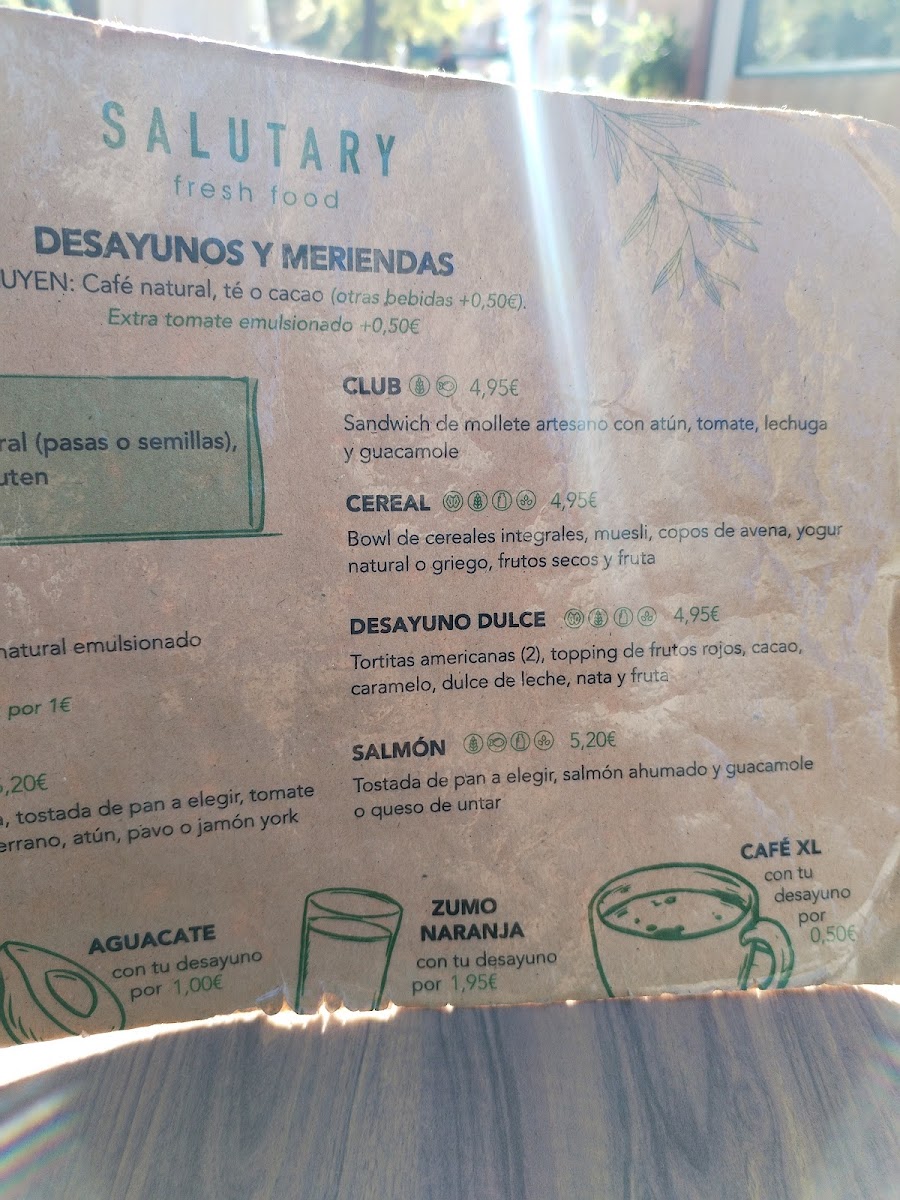 SALUTARY
fresh food
DESAYUNOS Y MERIENDAS
UYEN: Café natural, té o cacao (otras bebidas +0,50€).
Extra tomate emulsionado +0,50€
ral (pasas o semillas),
uten
natural emulsionado
por 1€
,20€
, tostada de pan a elegir, tomate
errano, atún, pavo o jamón york
CLUB 4,95€
Sandwich de mollete artesano con atún, tomate, lechuga
y guacamole
CEREAL 4,95€
Bowl de cereales integrales, muesli, copos de avena, yogur
natural o griego, frutos secos y fruta
DESAYUNO DULCE 4,95€
Tortitas americanas (2), topping de frutos rojos, cacao,
caramelo, dulce de leche, nata y fruta
SALMÓN 5,20€
Tostada de pan a elegir, salmón ahumado y guacamole
o queso de untar
AGUACATE
con tu desayuno
por 1,00€
ZUMO
NARANJA
con tu desayuno
por 1,95€
CAFÉ XL
con tu
desayuno
por
0,50€